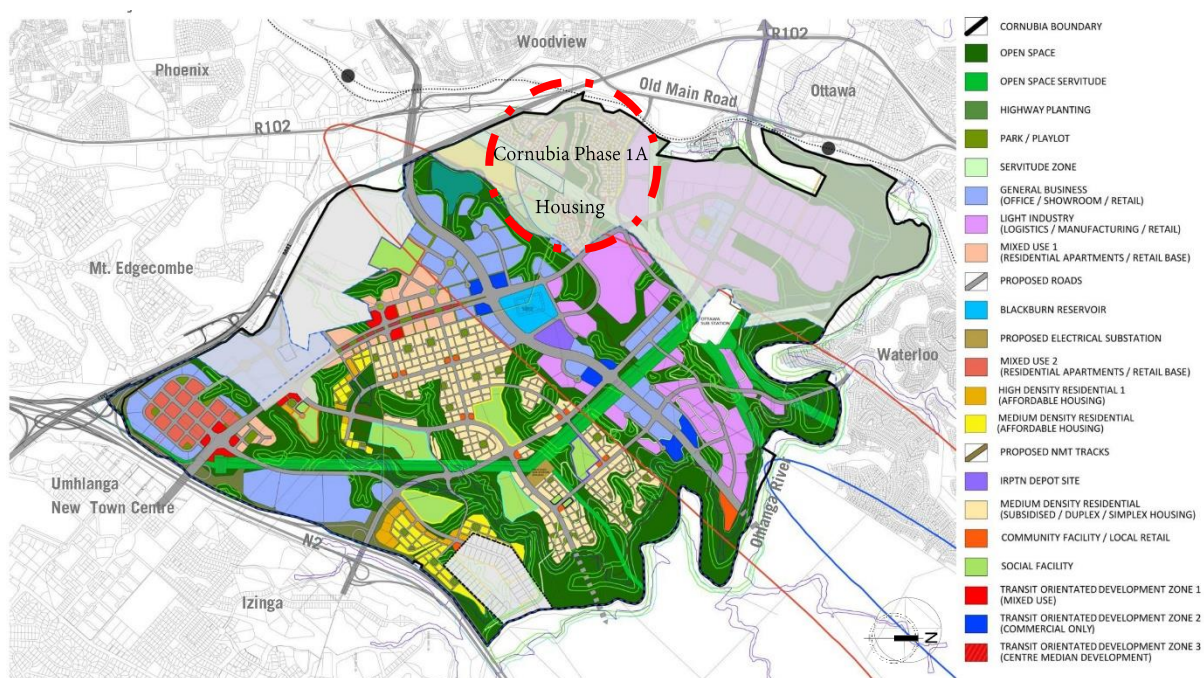 Woodview
R102
Phoenix
Old Main Road
Ottawa
R102
Cornubia Phase 1A
Housing
Mt. Edgecombe
M41
OTTAWA
SUB STATION
Waterloo
Umhlanga
New Town Centre
Ohlanga River
N2
Izinga
N
CORNUBIA BOUNDARY
OPEN SPACE
OPEN SPACE SERVITUDE
HIGHWAY PLANTING
PARK / PLAYLOT
SERVITUDE ZONE
GENERAL BUSINESS
(OFFICE / SHOWROOM / RETAIL)
LIGHT INDUSTRY
(LOGISTICS / MANUFACTURING / RETAIL)
MIXED USE 1
(RESIDENTIAL APARTMENTS / RETAIL BASE)
PROPOSED ROADS
BLACKBURN RESERVOIR
PROPOSED ELECTRICAL SUBSTATION
MIXED USE 2
(RESIDENTIAL APARTMENTS / RETAIL BASE)
HIGH DENSITY RESIDENTIAL 1
(AFFORDABLE HOUSING)
MEDIUM DENSITY RESIDENTIAL
(AFFORDABLE HOUSING)
PROPOSED NMT TRACKS
IRPTN DEPOT SITE
MEDIUM DENSITY RESIDENTIAL
(SUBSIDISED / DUPLEX / SIMPLEX HOUSING)
COMMUNITY FACILITY / LOCAL RETAIL
SOCIAL FACILITY
TRANSIT ORIENTATED DEVELOPMENT ZONE 1
(MIXED USE)
TRANSIT ORIENTATED DEVELOPMENT ZONE 2
(COMMERCIAL ONLY)
TRANSIT ORIENTATED DEVELOPMENT ZONE 3
(CENTRE MEDIAN DEVELOPMENT)